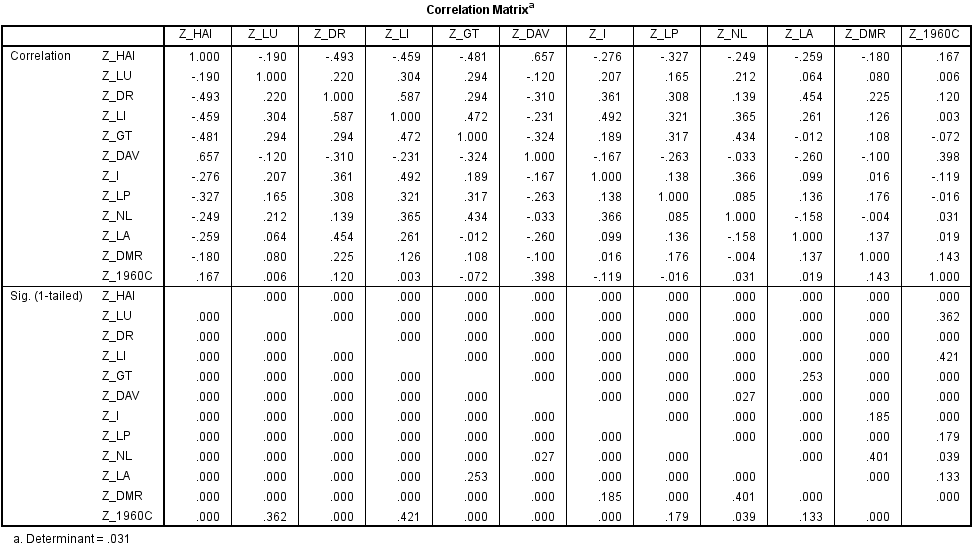 Correlation Matrixa
Z_HAI Z_LU Z_DR Z_LI Z_GT Z_DAV Z_I Z_LP Z_NL Z_LA Z_DMR Z_1960C
Correlation Z_HAI 1.000 -.190 -.493 -.459 -.481 .657 -.276 -.327 -.249 -.259 -.180 .167
Z_LU -.190 1.000 .220 .304 .294 -.120 .207 .165 .212 .064 .080 .006
Z_DR -.493 .220 1.000 .587 .294 -.310 .361 .308 .139 .454 .225 .120
Z_LI -.459 .304 .587 1.000 .472 -.231 .492 .321 .365 .261 .126 .003
Z_GT -.481 .294 .294 .472 1.000 -.324 .189 .317 .434 -.012 .108 -.072
Z_DAV .657 -.120 -.310 -.231 -.324 1.000 -.167 -.263 -.033 -.260 -.100 .398
Z_I -.276 .207 .361 .492 .189 -.167 1.000 .138 .366 .099 .016 -.119
Z_LP -.327 .165 .308 .321 .317 -.263 .138 1.000 .085 .136 .176 -.016
Z_NL -.249 .212 .139 .365 .434 -.033 .366 .085 1.000 -.158 -.004 .031
Z_LA -.259 .064 .454 .261 -.012 -.260 .099 .136 -.158 1.000 .137 .019
Z_DMR -.180 .080 .225 .126 .108 -.100 .016 .176 -.004 .137 1.000 .143
Z_1960C .167 .006 .120 .003 -.072 .398 -.119 -.016 .031 .019 .143 1.000
Sig. (1-tailed) Z_HAI .000 .000 .000 .000 .000 .000 .000 .000 .000 .000 .000
Z_LU .000 .000 .000 .000 .000 .000 .000 .000 .000 .000 .362
Z_DR .000 .000 .000 .000 .000 .000 .000 .000 .000 .000 .000
Z_LI .000 .000 .000 .000 .000 .000 .000 .000 .000 .000 .421
Z_GT .000 .000 .000 .000 .000 .000 .000 .000 .253 .000 .003
Z_DAV .000 .000 .000 .000 .000 .000 .000 .027 .000 .000 .000
Z_I .000 .000 .000 .000 .000 .000 .000 .000 .000 .185 .000
Z_LP .000 .000 .000 .000 .000 .000 .000 .000 .000 .000 .179
Z_NL .000 .000 .000 .000 .000 .027 .000 .000 .000 .401 .039
Z_LA .000 .000 .000 .000 .253 .000 .000 .000 .000 .000 .133
Z_DMR .000 .000 .000 .000 .000 .000 .185 .000 .401 .000 .000
Z_1960C .000 .362 .000 .421 .003 .000 .000 .179 .039 .133 .000
a. Determinant = .031